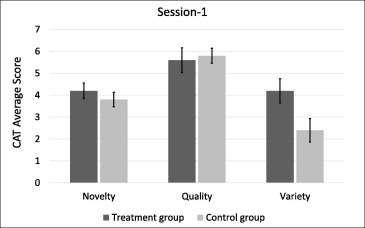 Session-1
CAT Average Score
7
6
5
4
3
2
1
0
Novelty
Quality
Variety
Treatment group
Control group